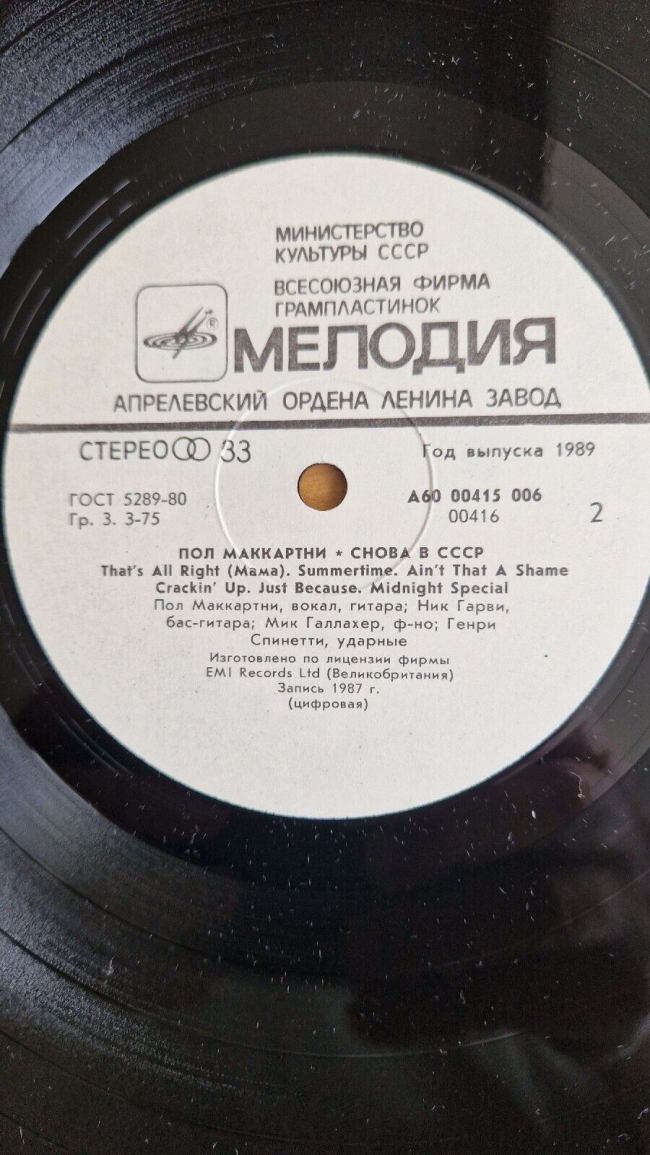 МИНИСТЕРСТВО
КУЛЬТУРЫ СССР
ВСЕСОЮЗНАЯ ФИРМА
ГРАМПЛАСТИНОК
®
МЕЛОДИЯ
АПРЕЛЕВСКИЙ ОРДЕНА ЛЕНИНА ЗАВОД
СТЕРЕО 33
Год выпуска 1989
ГОСТ 5289-80
Гр. 3. 3-75
А60 00415 006
00416
2
ПОЛ МАККАРТНИ ★ СНОВА В СССР
That's All Right (Мама). Summertime. Ain't That A Shame
Crackin' Up. Just Because. Midnight Special
Пол Маккартни, вокал, гитара; Ник Гарви,
бас-гитара; Мик Галлахер, ф-но; Генри
Спинетти, ударные
Изготовлено по лицензии фирмы
EMI Records Ltd (Великобритания)
Запись 1987 г.
(цифровая)